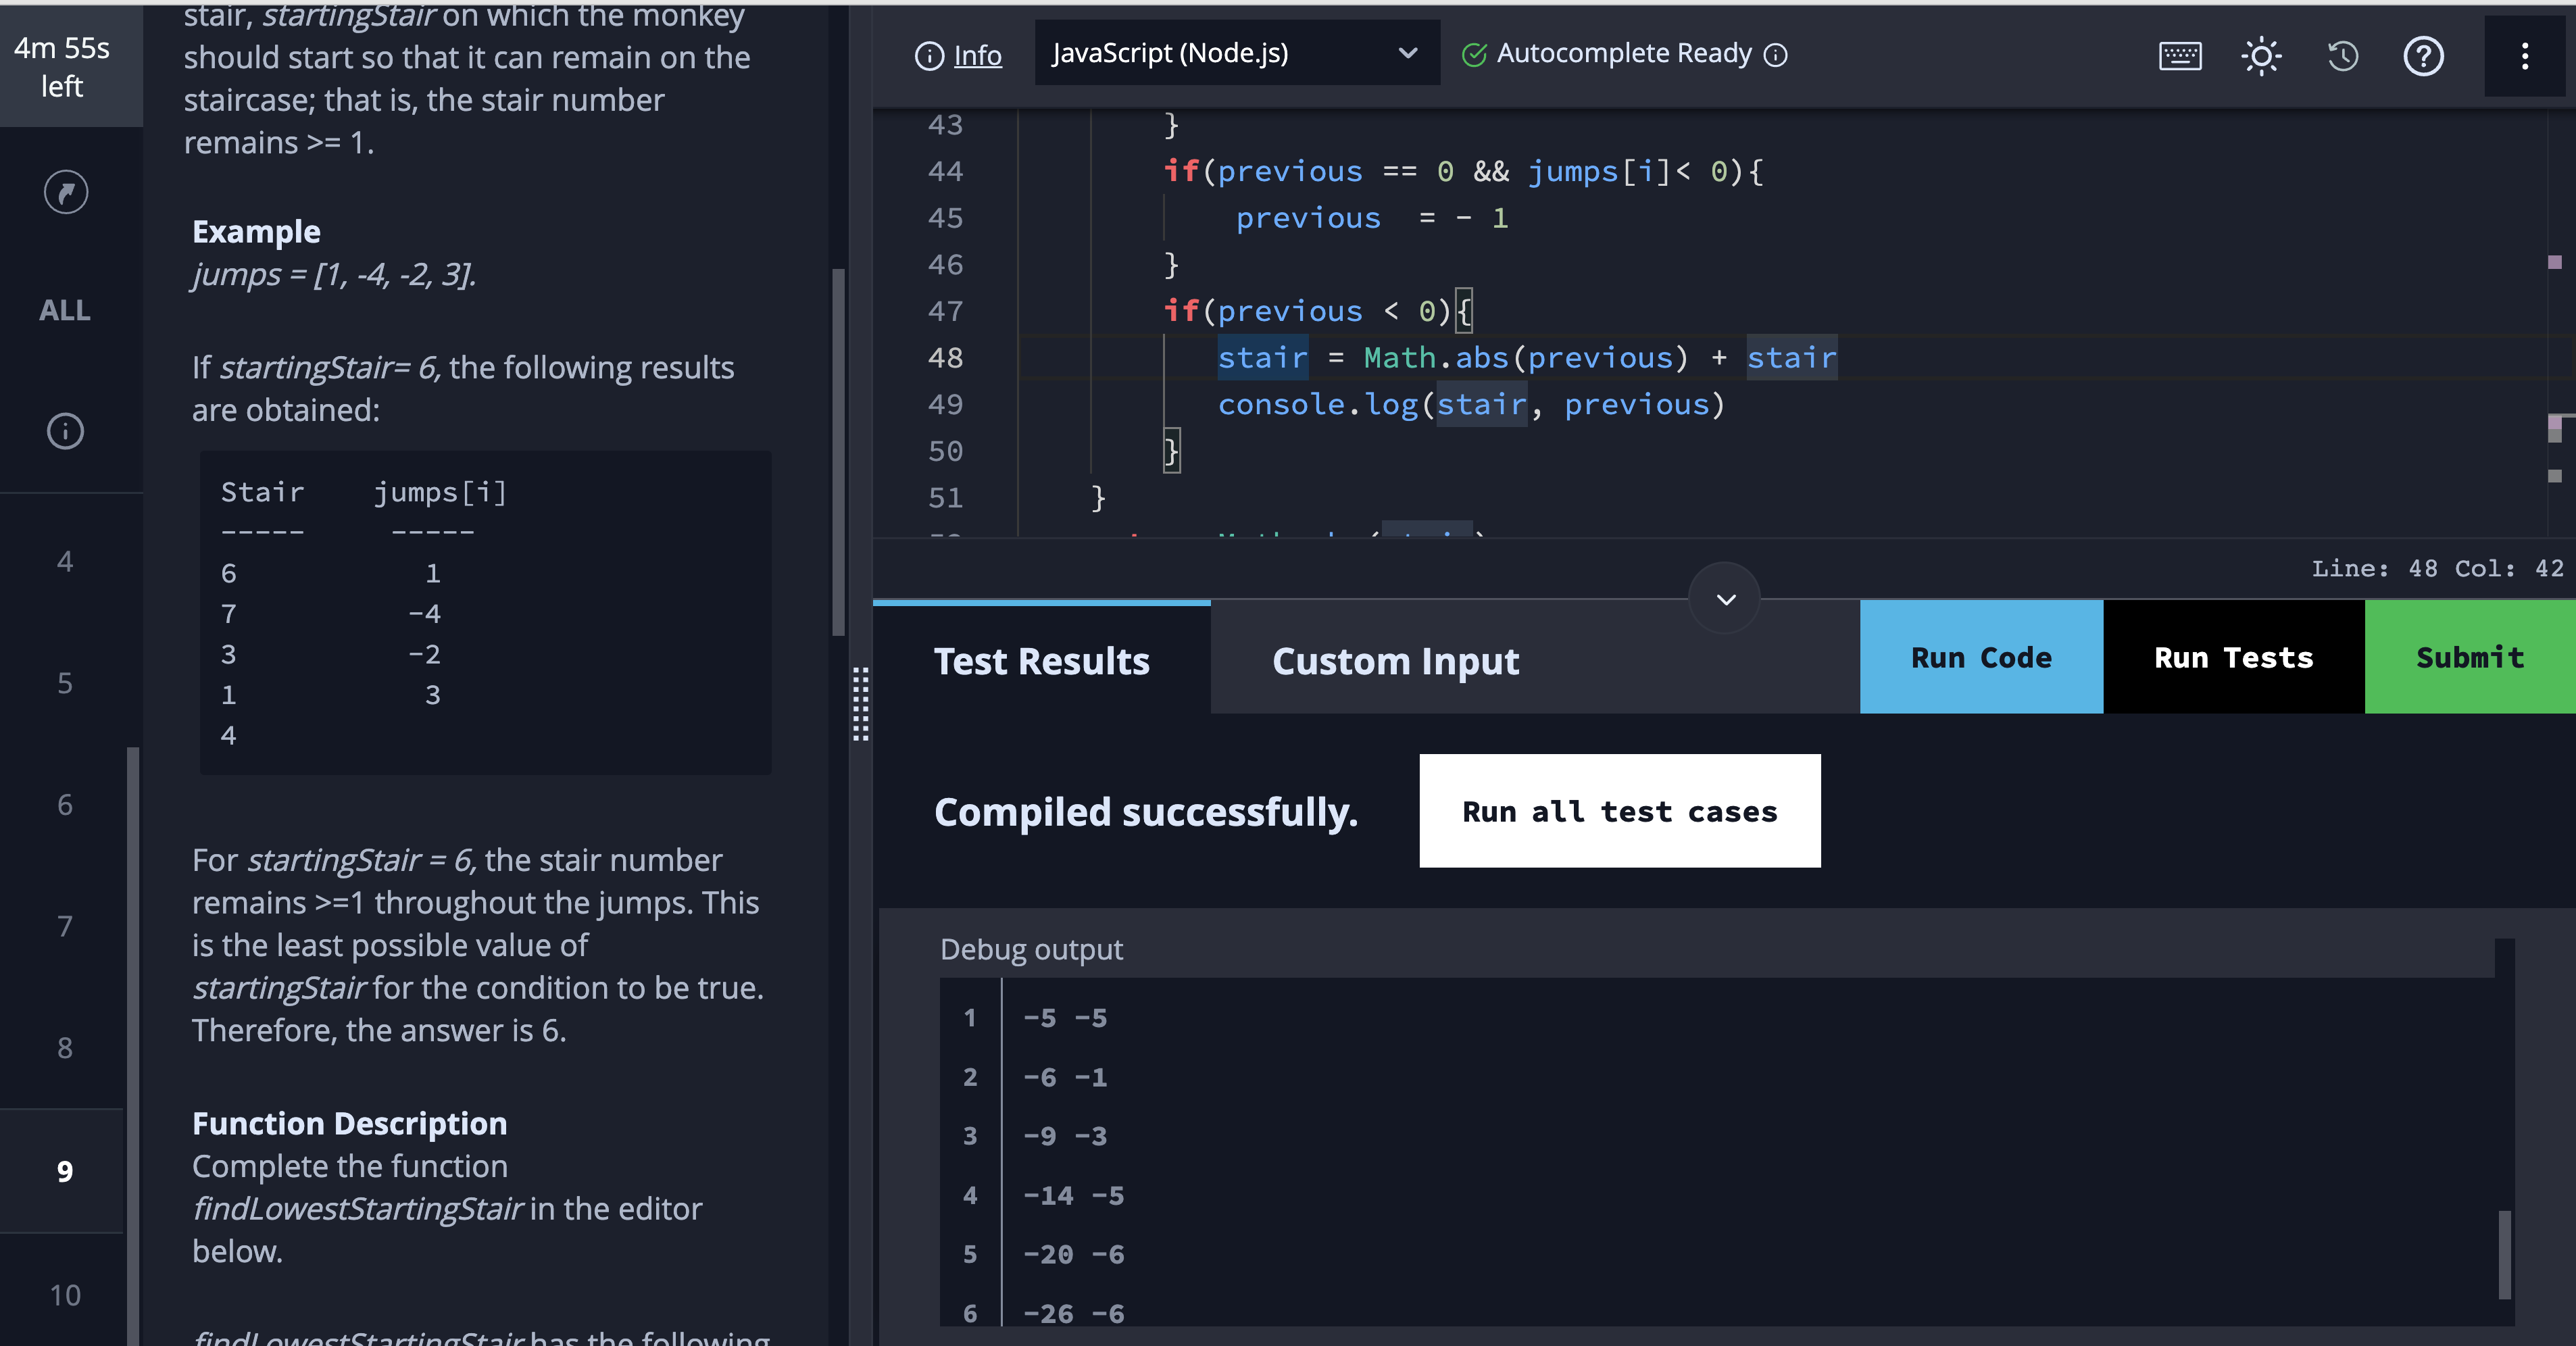 4m 55s
left
ALL
4
5
6
7
8
9
10
stair, startingStair on which the monkey
should start so that it can remain on the
staircase; that is, the stair number
remains >= 1.
Example
jumps = [1, -4, -2, 3].
If startingStair= 6, the following results
are obtained:
Stair jumps[i]
----- -----
6 1
7 -4
3 -2
1 3
4
For startingStair = 6, the stair number
remains >=1 throughout the jumps. This
is the least possible value of
startingStair for the condition to be true.
Therefore, the answer is 6.
Function Description
Complete the function
findLowestStartingStair in the editor
below.
findLowestStartingStair has the following
Info
JavaScript (Node.js)
Autocomplete Ready
43 }
44 if(previous == 0 && jumps[i]< 0){
45 previous = - 1
46 }
47 if(previous < 0){
48 stair = Math.abs(previous) + stair
49 console.log(stair, previous)
50 }
51 }
Line: 48 Col: 42
Test Results
Custom Input
Run Code
Run Tests
Submit
Compiled successfully.
Run all test cases
Debug output
1 -5 -5
2 -6 -1
3 -9 -3
4 -14 -5
5 -20 -6
6 -26 -6